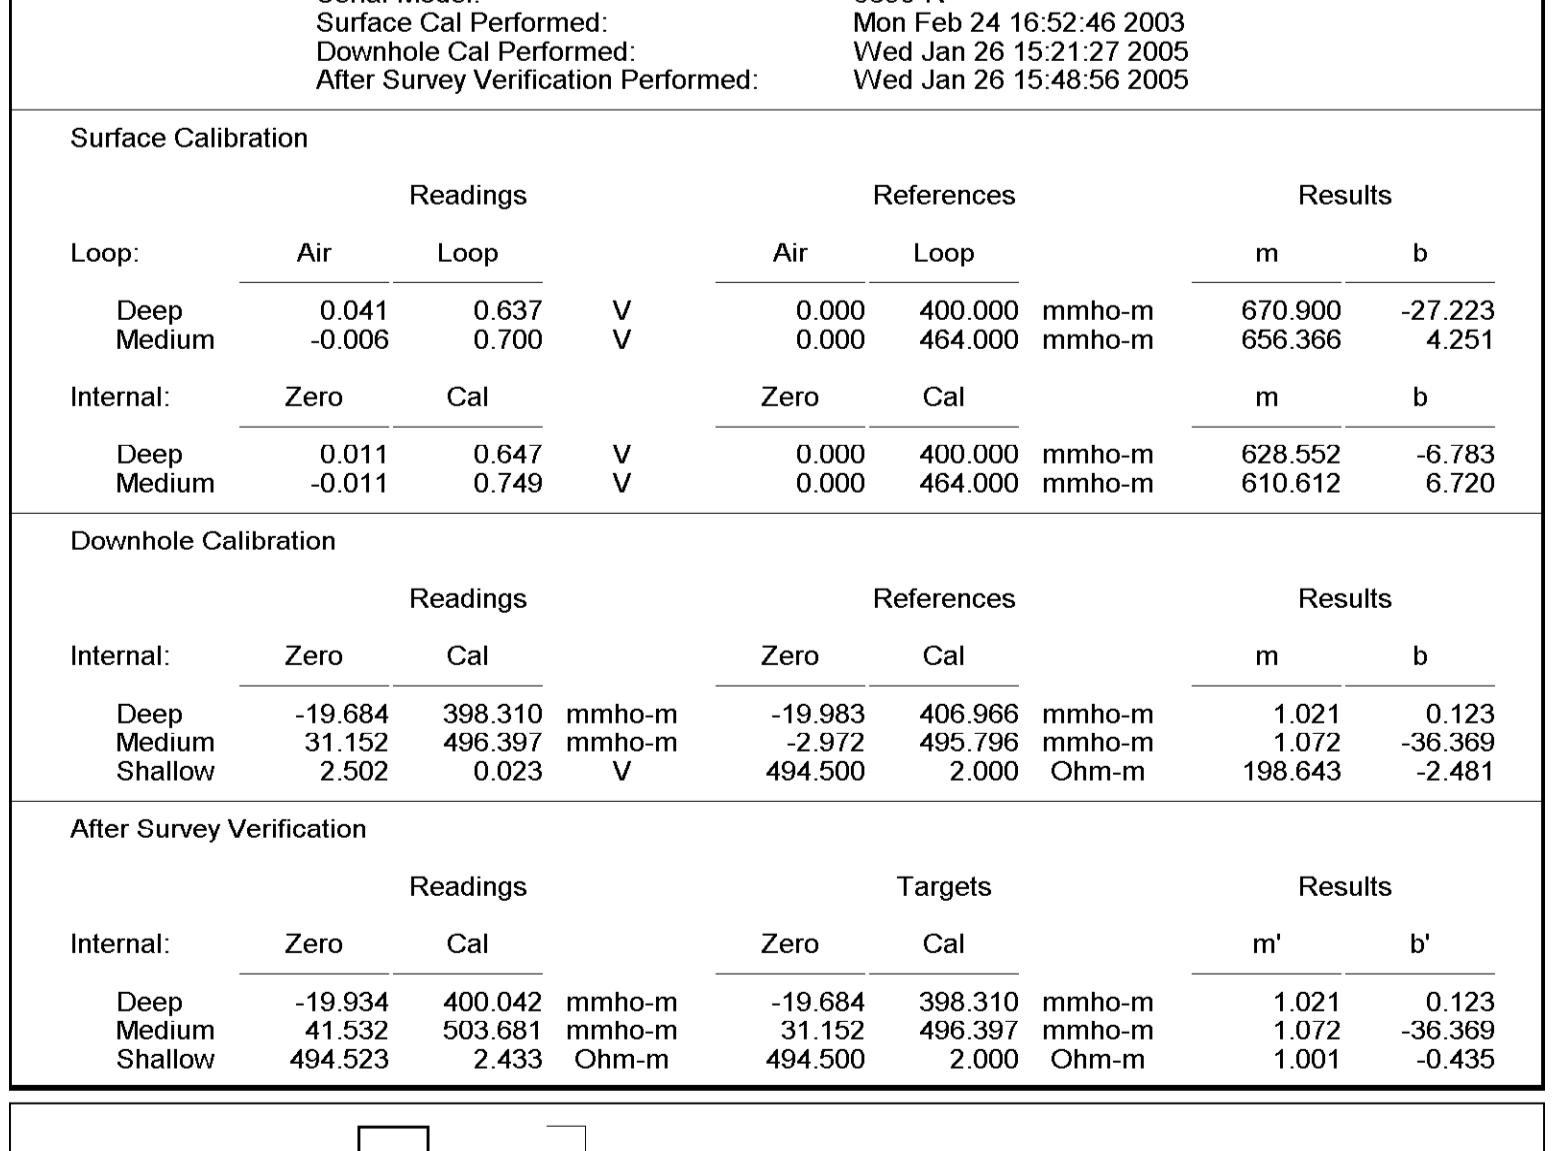 Surface Cal Performed: Mon Feb 24 16:52:46 2003
Downhole Cal Performed: Wed Jan 26 15:21:27 2005
After Survey Verification Performed: Wed Jan 26 15:48:56 2005
Surface Calibration
Readings References Results
Loop: Air Loop Air Loop m b
Deep 0.041 0.637 V 0.000 400.000 mmho-m 670.900 -27.223
Medium -0.006 0.700 V 0.000 464.000 mmho-m 656.366 4.251
Internal: Zero Cal Zero Cal m b
Deep 0.011 0.647 V 0.000 400.000 mmho-m 628.552 -6.783
Medium -0.011 0.749 V 0.000 464.000 mmho-m 610.612 6.720
Downhole Calibration
Readings References Results
Internal: Zero Cal Zero Cal m b
Deep -19.684 398.310 mmho-m -19.983 406.966 mmho-m 1.021 0.123
Medium 31.152 496.397 mmho-m -2.972 495.796 mmho-m 1.072 -36.369
Shallow 2.502 0.023 V 494.500 2.000 Ohm-m 198.643 -2.481
After Survey Verification
Readings Targets Results
Internal: Zero Cal Zero Cal m' b'
Deep -19.934 400.042 mmho-m -19.684 398.310 mmho-m 1.021 0.123
Medium 41.532 503.681 mmho-m 31.152 496.397 mmho-m 1.072 -36.369
Shallow 494.523 2.433 Ohm-m 494.500 2.000 Ohm-m 1.001 -0.435